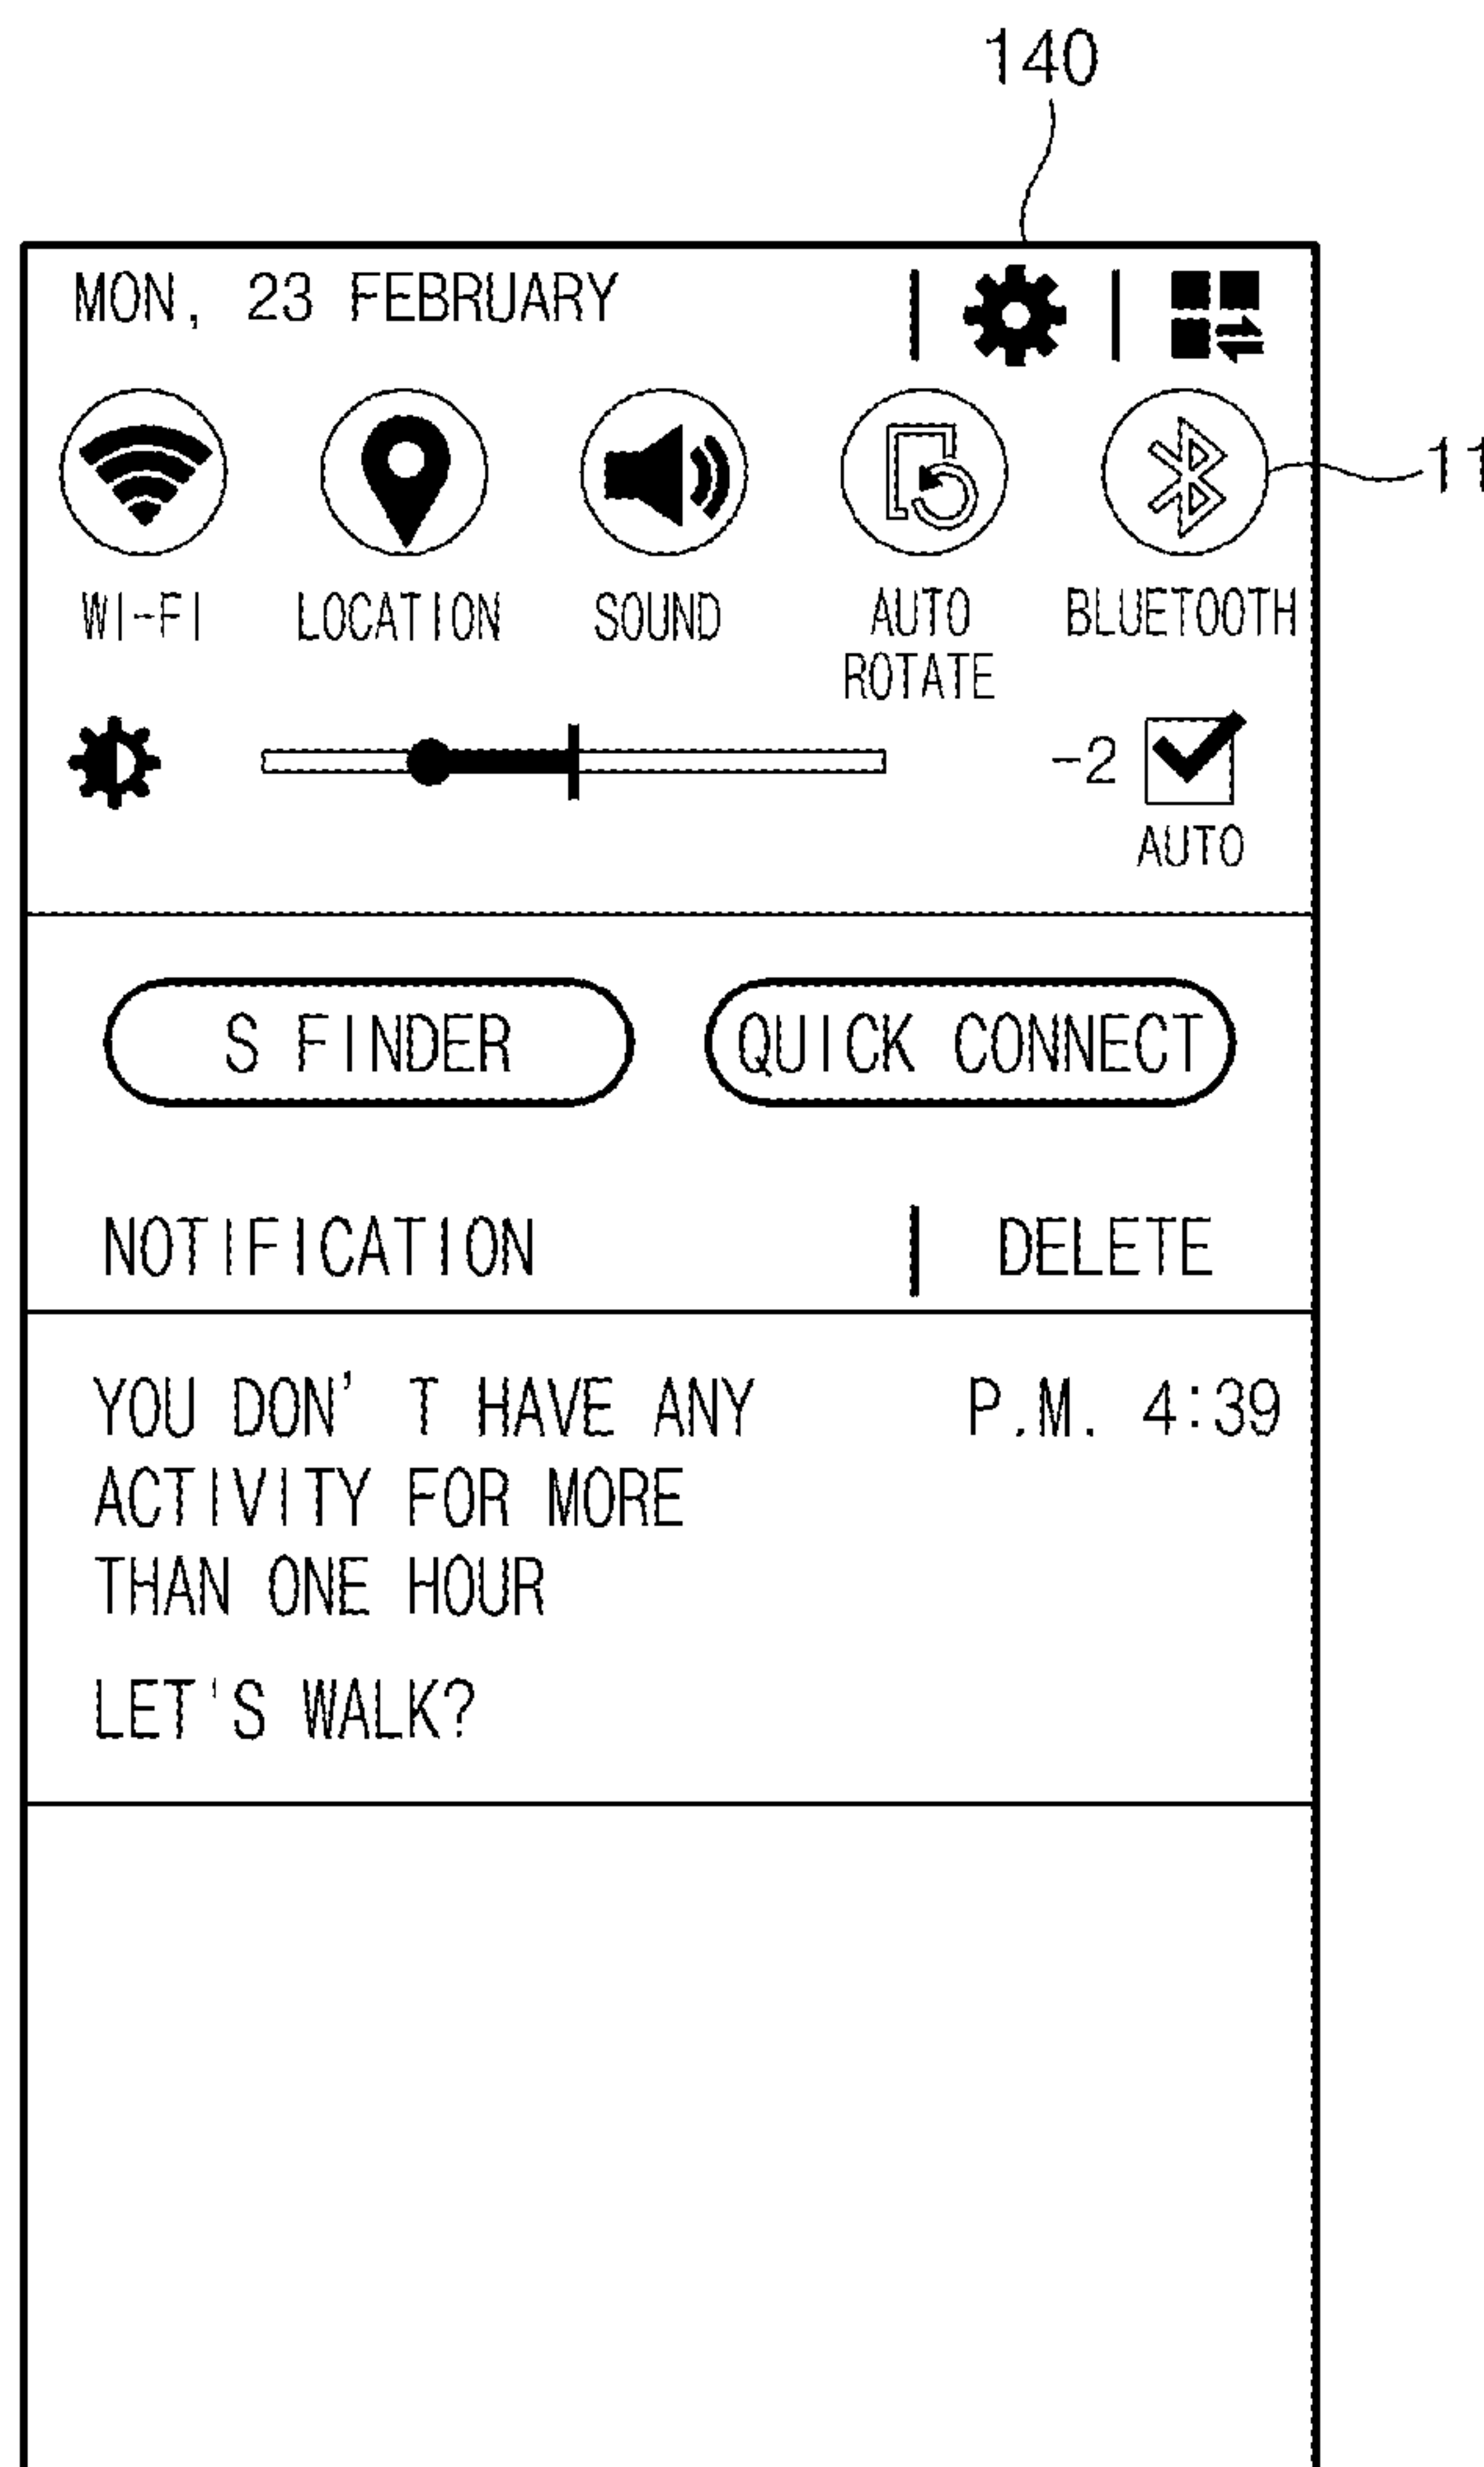 140
MON, 23 FEBRUARY
WI-FI
LOCATION
SOUND
AUTO
ROTATE
BLUETOOTH
-2
AUTO
S FINDER
QUICK CONNECT
NOTIFICATION
DELETE
YOU DON' T HAVE ANY
P.M. 4:39
ACTIVITY FOR MORE
THAN ONE HOUR
LET'S WALK?